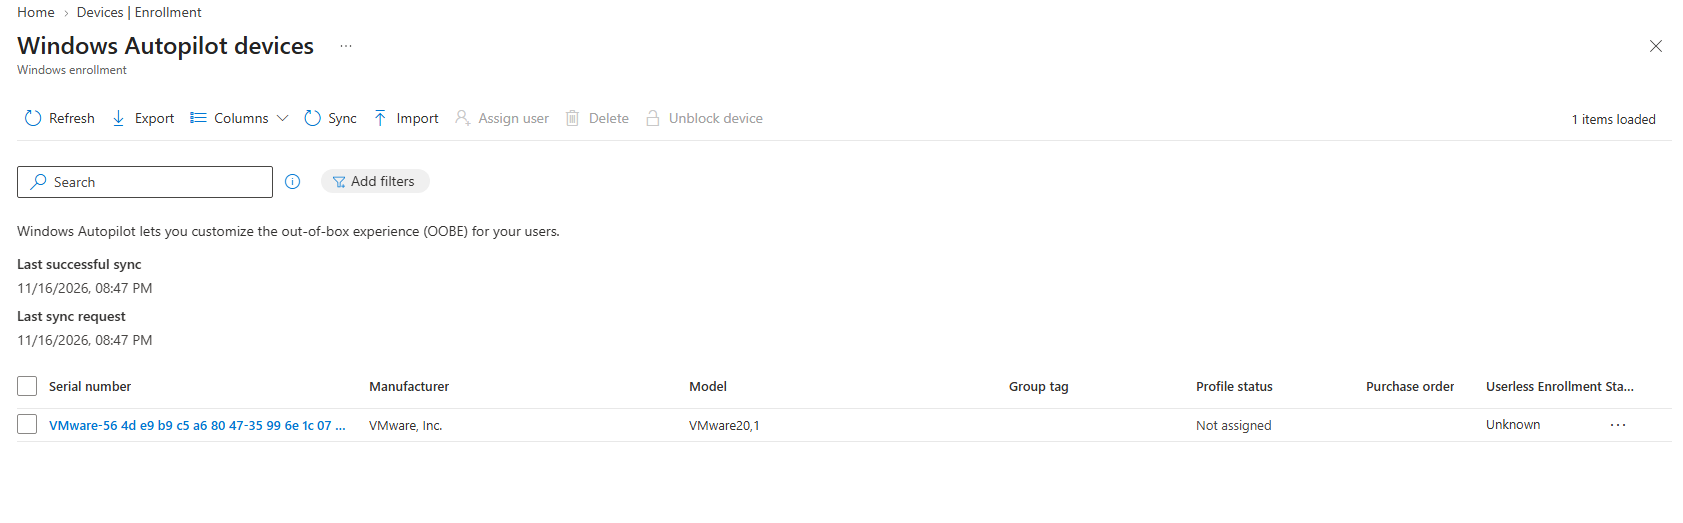 Home > Devices | Enrollment
Windows Autopilot devices ...
Windows enrollment
Refresh Export Columns Sync Import Assign user Delete Unblock device 1 items loaded
Search Add filters
Windows Autopilot lets you customize the out-of-box experience (OOBE) for your users.
Last successful sync
11/16/2026, 08:47 PM
Last sync request
11/16/2026, 08:47 PM
Serial number Manufacturer Model Group tag Profile status Purchase order Userless Enrollment Sta...
VMware-56 4d e9 b9 c5 a6 80 47-35 99 6e 1c 07 ... VMware, Inc. VMware20,1 Not assigned Unknown ...